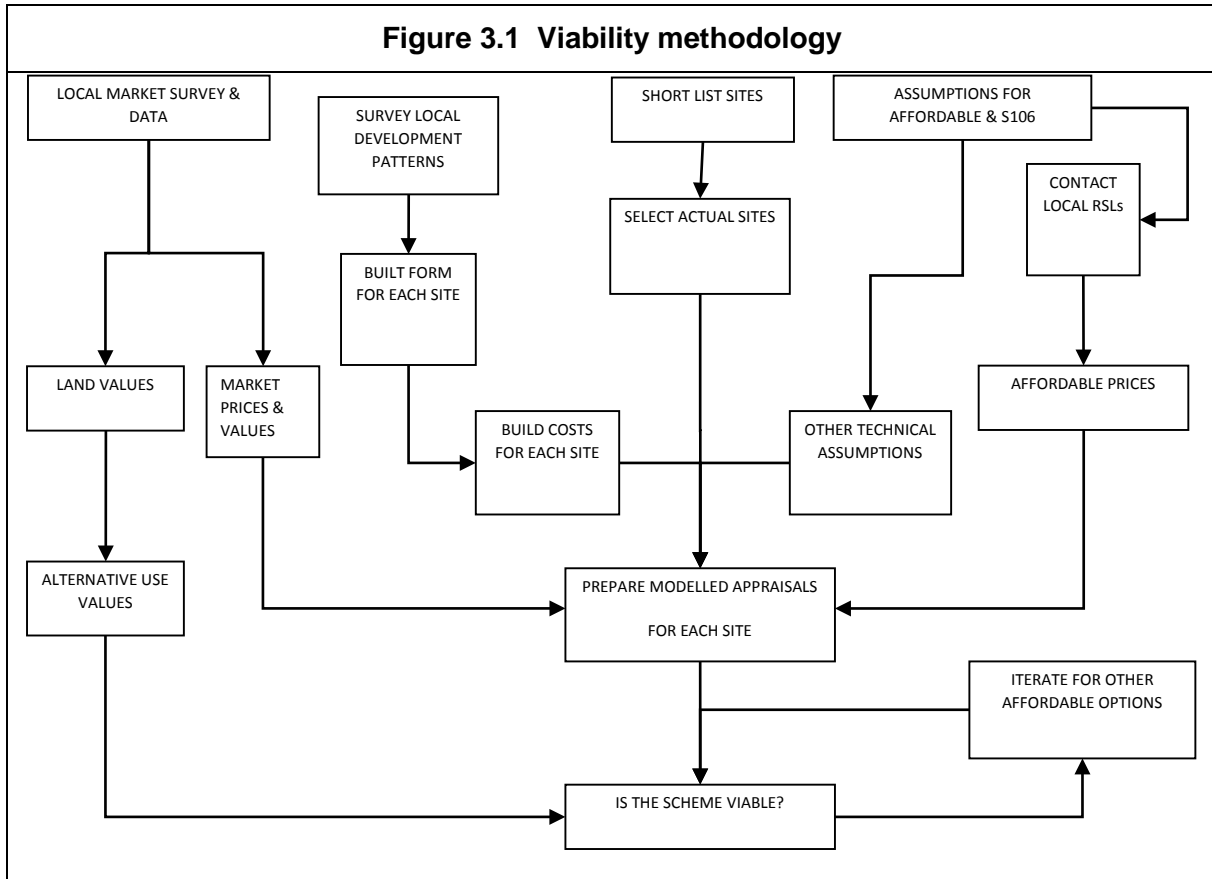 Figure 3.1 Viability methodology
LOCAL MARKET SURVEY &
DATA
SURVEY LOCAL
DEVELOPMENT
PATTERNS
SHORT LIST SITES
ASSUMPTIONS FOR
AFFORDABLE & S106
CONTACT
LOCAL RSLs
SELECT ACTUAL SITES
BUILT FORM
FOR EACH SITE
LAND VALUES
MARKET
PRICES &
VALUES
AFFORDABLE PRICES
BUILD COSTS
FOR EACH SITE
OTHER TECHNICAL
ASSUMPTIONS
ALTERNATIVE USE
VALUES
PREPARE MODELLED APPRAISALS
FOR EACH SITE
ITERATE FOR OTHER
AFFORDABLE OPTIONS
IS THE SCHEME VIABLE?